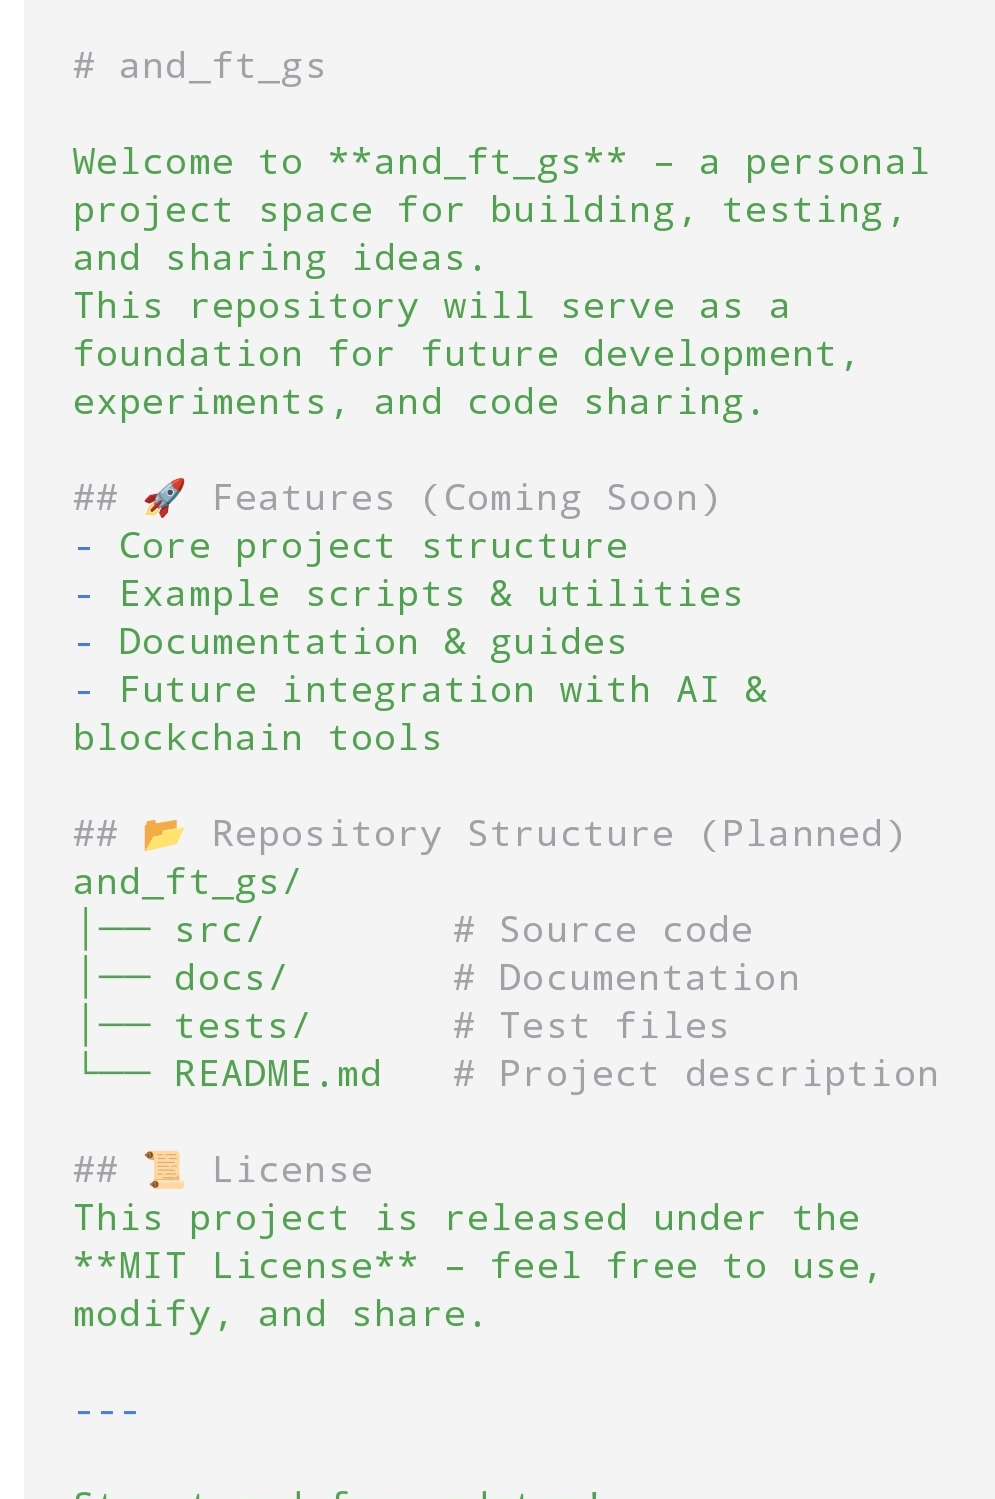 # and_ft_gs
Welcome to **and_ft_gs** – a personal
project space for building, testing,
and sharing ideas.
This repository will serve as a
foundation for future development,
experiments, and code sharing.
## 🚀 Features (Coming Soon)
- Core project structure
- Example scripts & utilities
- Documentation & guides
- Future integration with AI &
blockchain tools
## 📂 Repository Structure (Planned)
and_ft_gs/
│── src/ # Source code
│── docs/ # Documentation
│── tests/ # Test files
└── README.md # Project description
## 📜 License
This project is released under the
**MIT License** – feel free to use,
modify, and share.
---